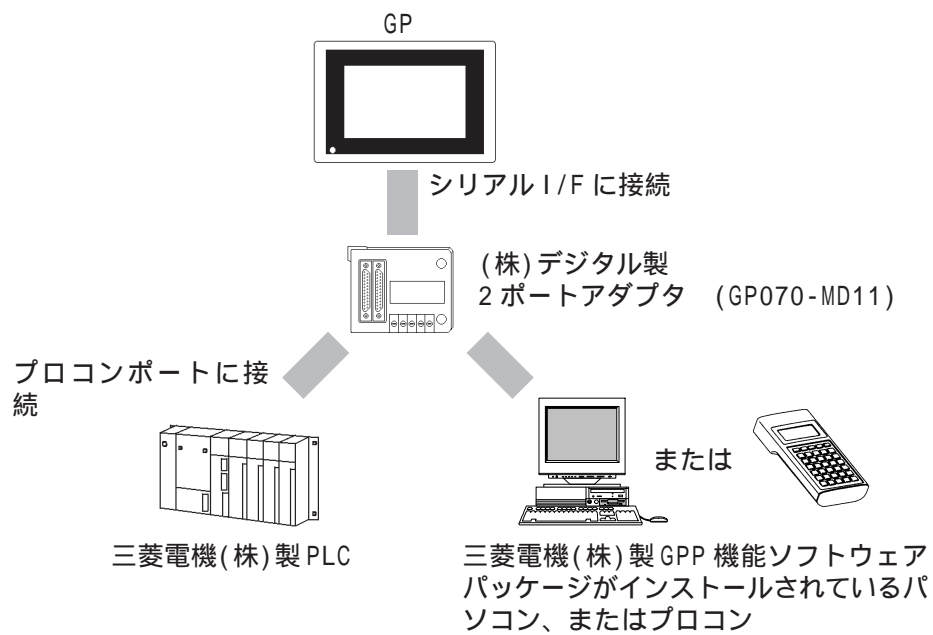 GP
シリアル I/F に接続
(株)デジタル製
2 ポートアダプタ (GP070-MD11)
プロコンポートに接
続
または
三菱電機(株)製 PLC
三菱電機(株)製 GPP 機能ソフトウェア
パッケージがインストールされているパ
ソコン、またはプロコン